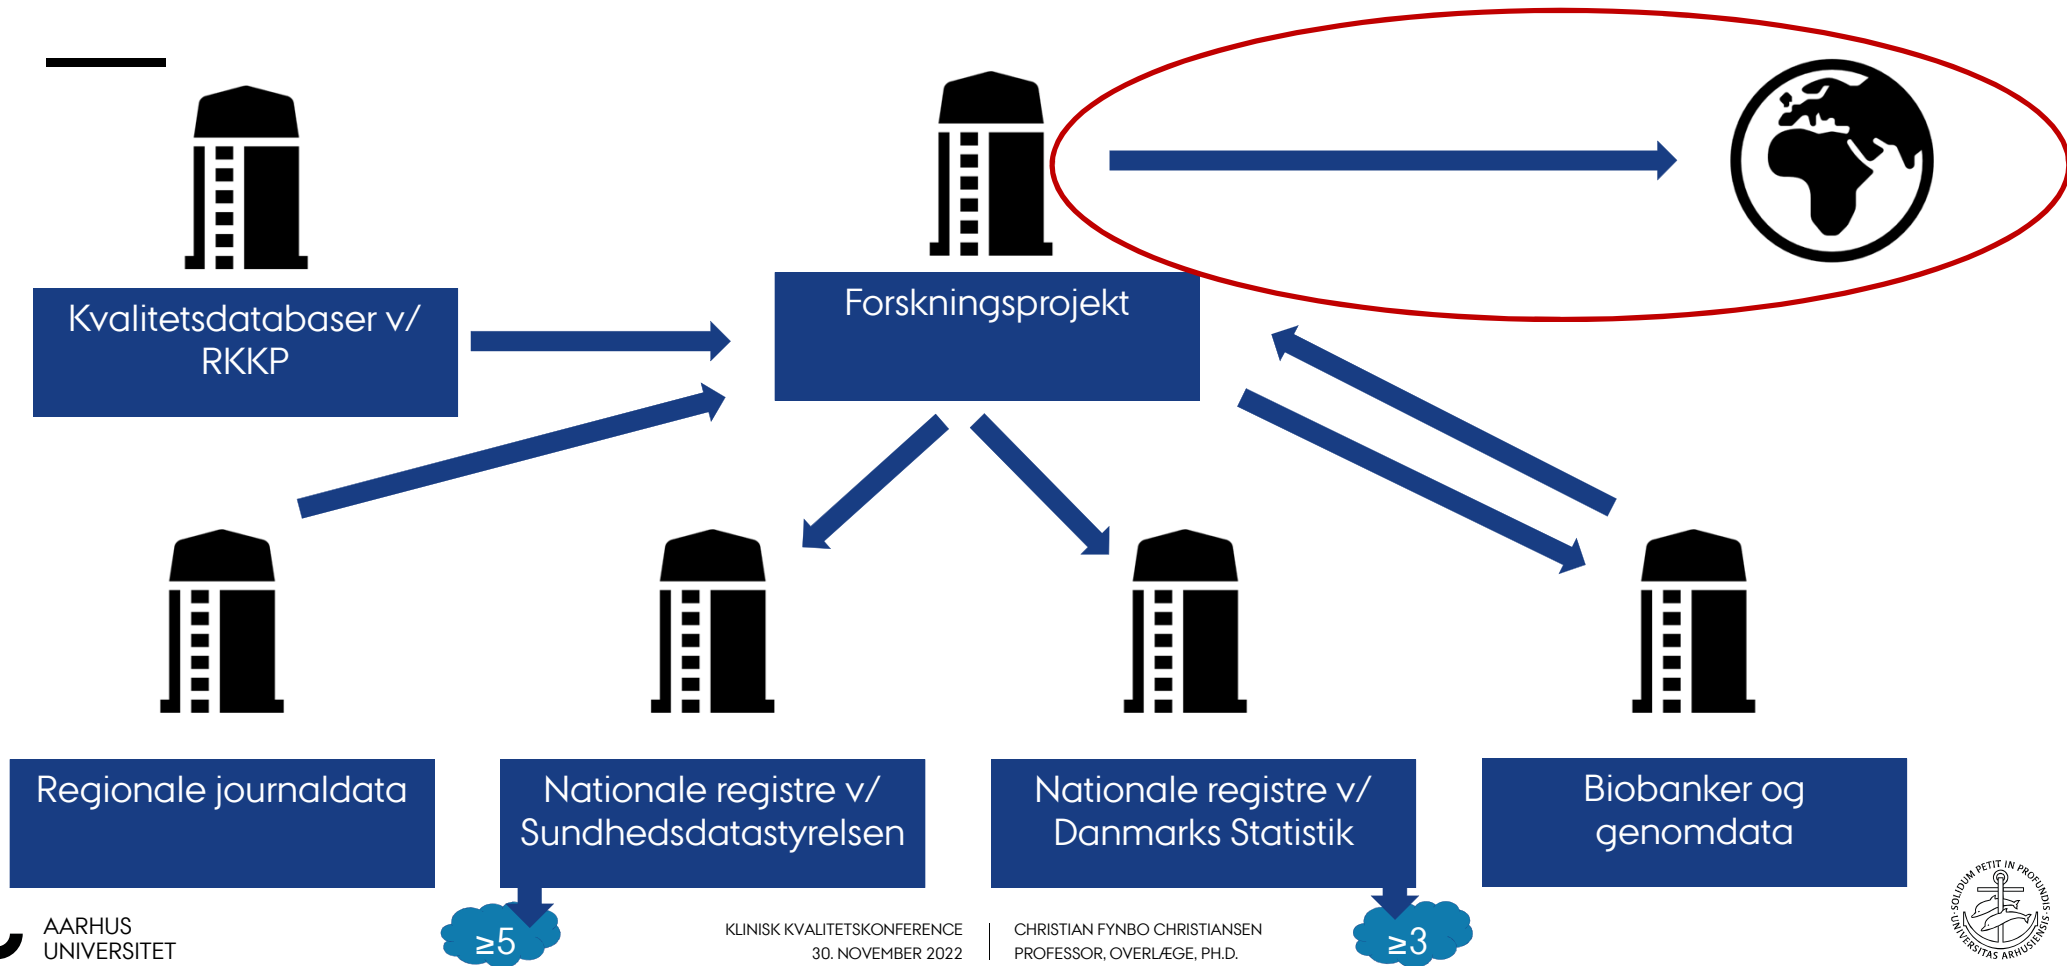 Kvalitetsdatabaser v/
RKKP
Forskningsprojekt
Regionale journaldata
Nationale registre v/
Sundhedsdatastyrelsen
Nationale registre v/
Danmarks Statistik
Biobanker og
genomdata
≥5
≥3
AARHUS
UNIVERSITET
KLINISK KVALITETSKONFERENCE
30. NOVEMBER 2022
CHRISTIAN FYNBO CHRISTIANSEN
PROFESSOR, OVERLÆGE, PH.D.
SOLIDUM PETIT IN PROFUNDIS
UNIVERSITAS ARHUSIENSIS